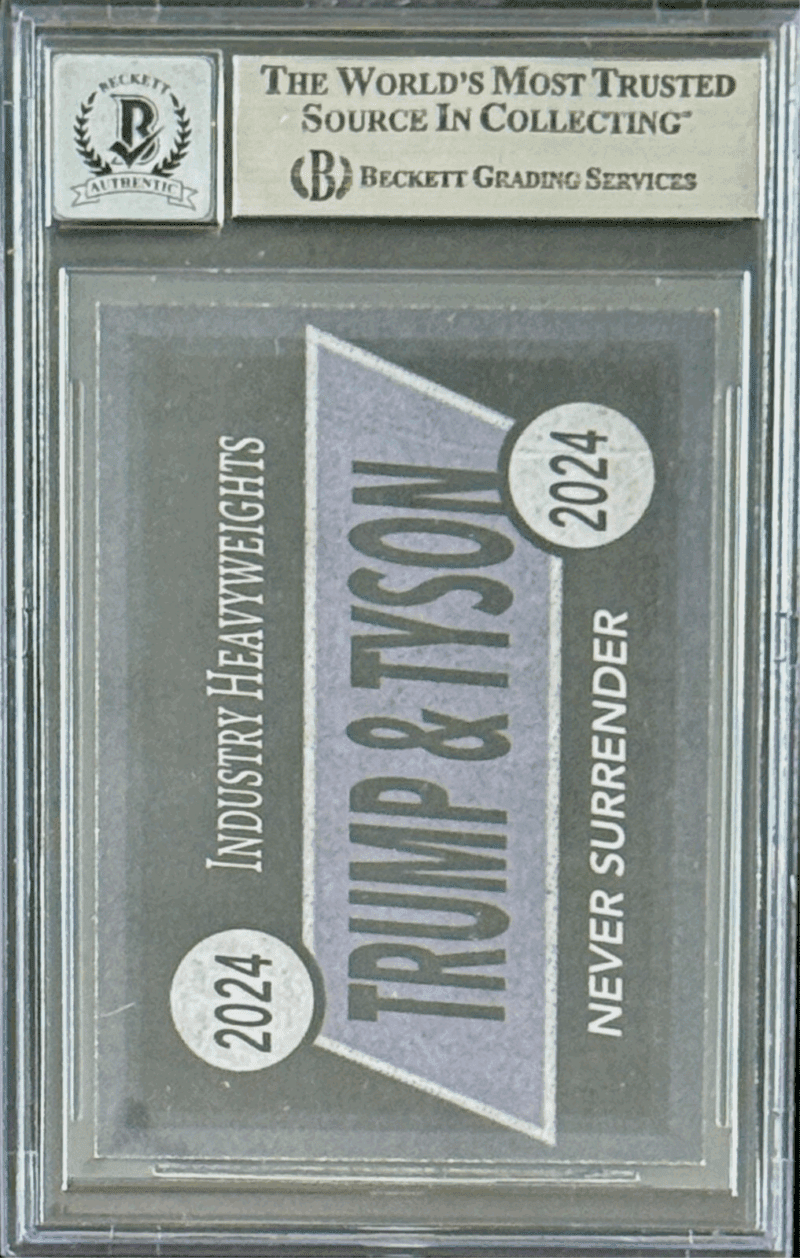 BECKETT
B
AUTHENTIC
THE WORLD'S MOST TRUSTED
SOURCE IN COLLECTING
(B) BECKETT GRADING SERVICES
2024
INDUSTRY HEAVYWEIGHTS
TRUMP & TYSON
2024
NEVER SURRENDER